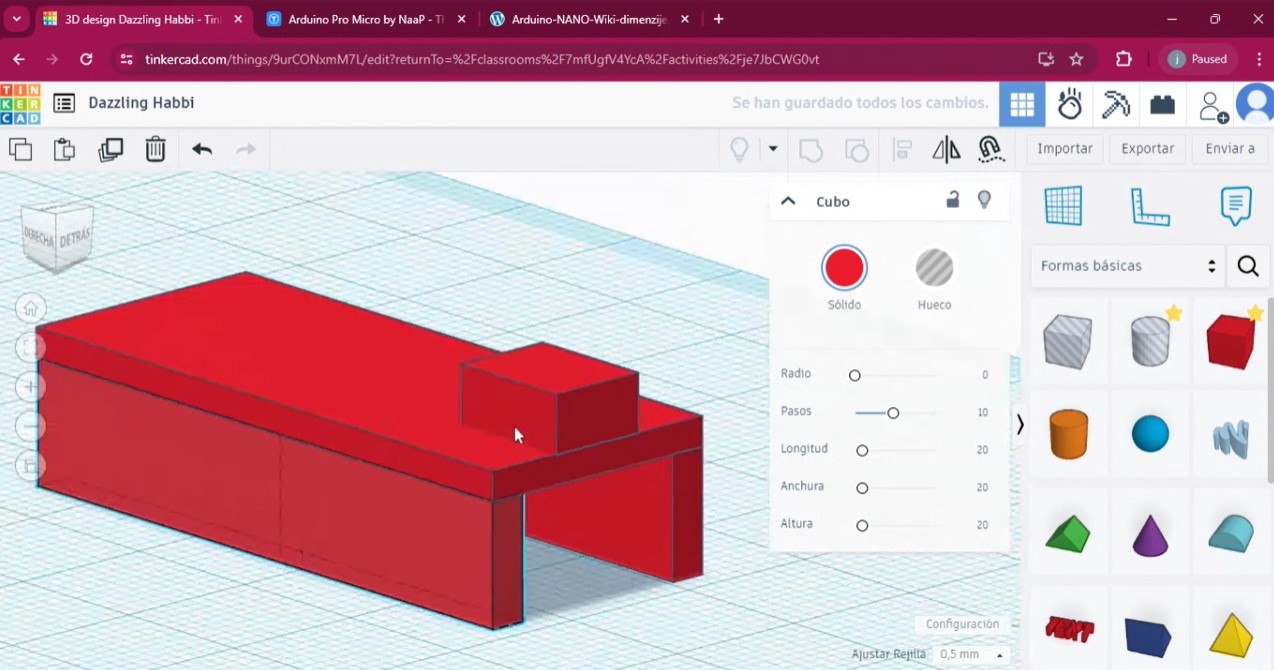 3D design Dazzling Habbi - Tin
Arduino Pro Micro by NaaP - Th
Arduino-NANO-Wiki-dimenzije
tinkercad.com/things/9urCONxmM7L/edit?returnTo=%2Fclassrooms%2F7mfUgfV4YcA%2Factivities%2Fje7JbCWG0vt
j
Paused
TIN
KER
CAD
Dazzling Habbi
Se han guardado todos los cambios.
Importar
Exportar
Enviar a
DERECHA
DETRÁS
Cubo
Sólido
Hueco
Formas básicas
Radio
0
Pasos
10
Longitud
20
Anchura
20
Altura
20
TEXT
Configuración
Ajustar Rejilla
0,5 mm